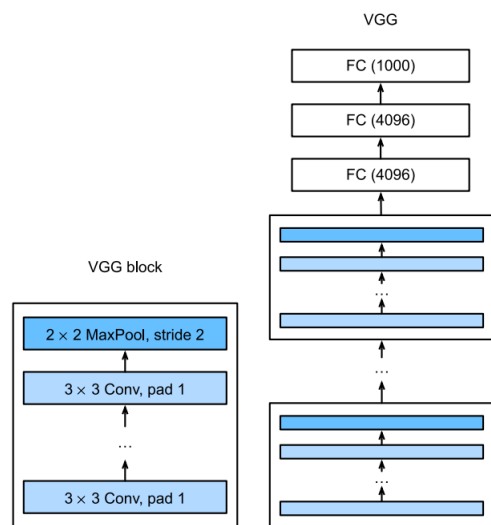 VGG
FC (1000)
FC (4096)
FC (4096)
...
...
...
VGG block
2 × 2 MaxPool, stride 2
3 × 3 Conv, pad 1
...
3 × 3 Conv, pad 1